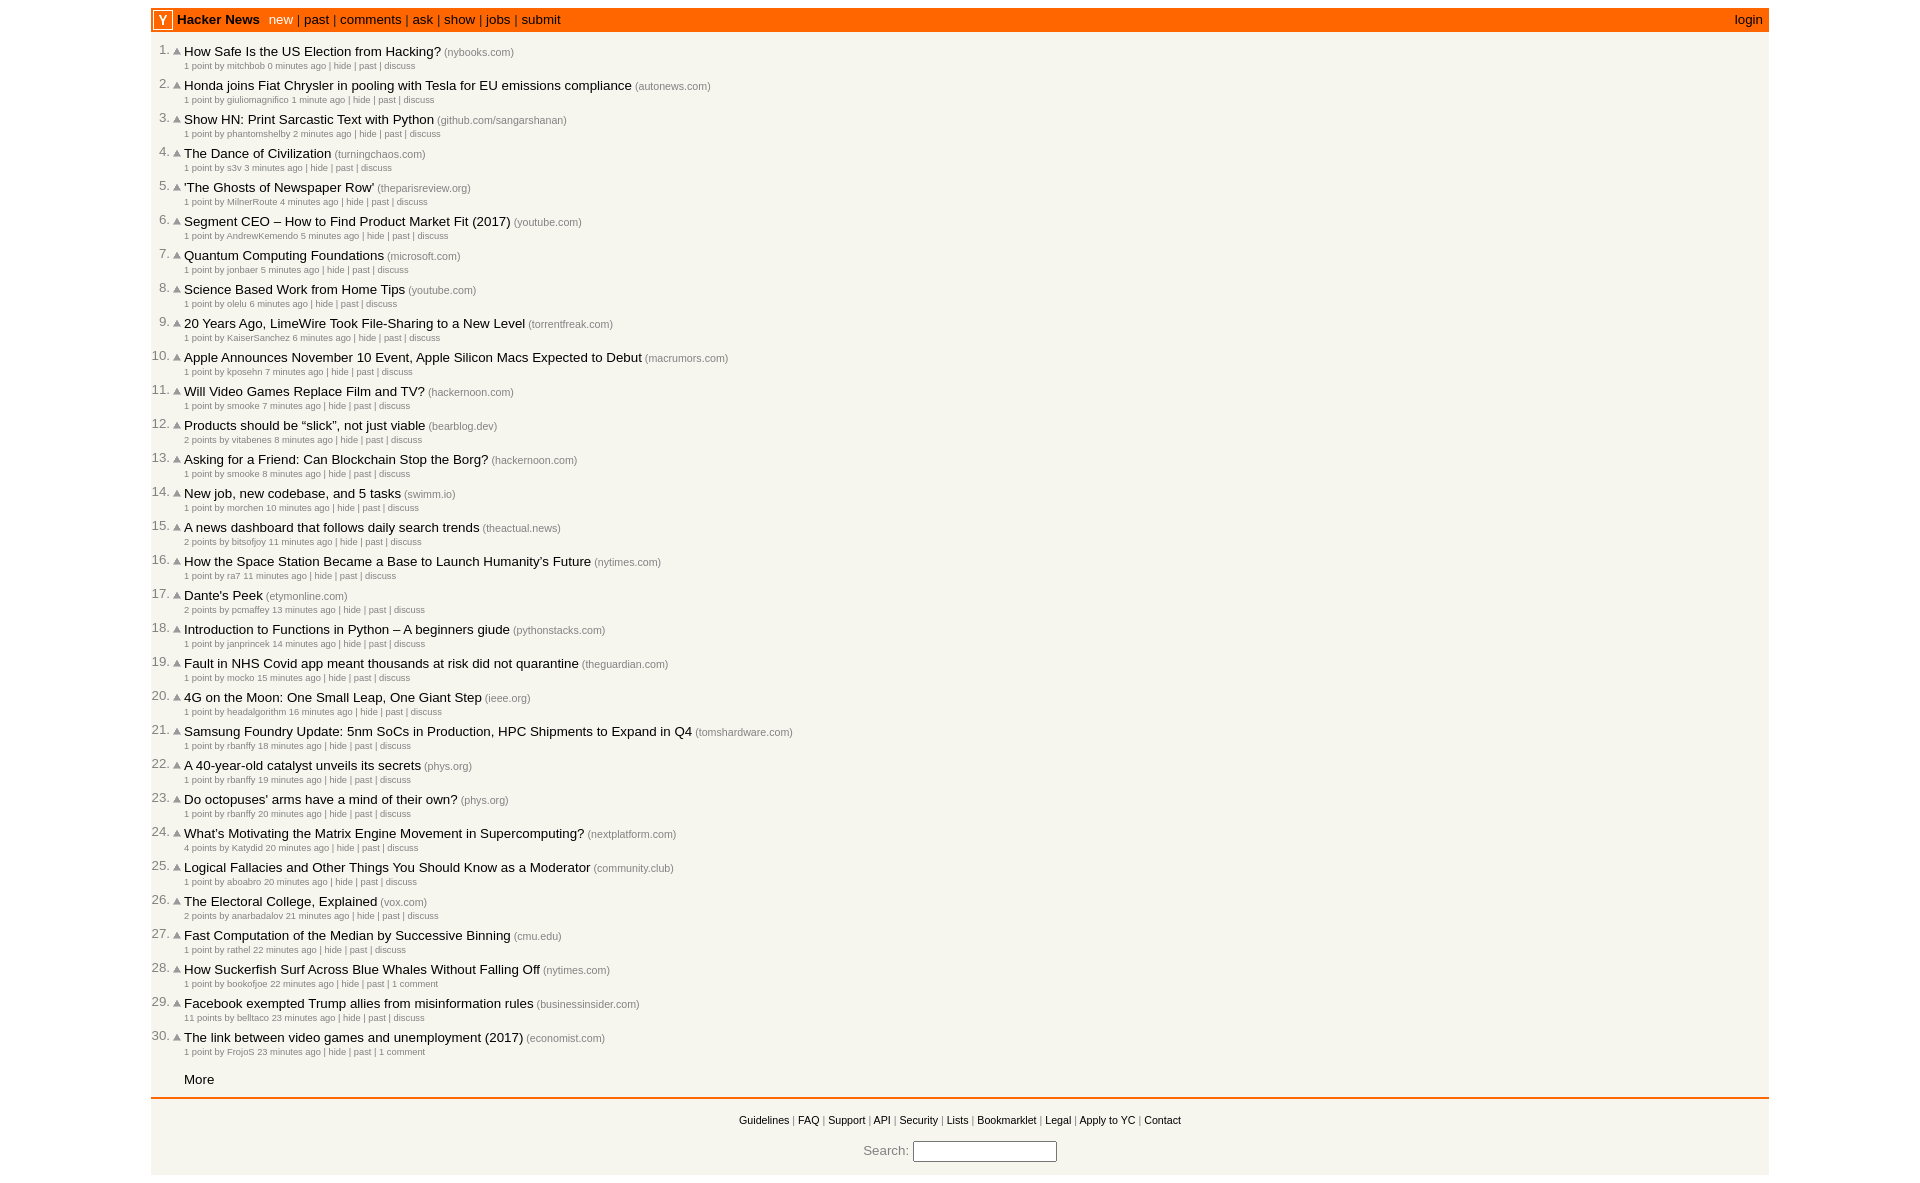 Y Hacker News new | past | comments | ask | show | jobs | submit login
1. ▲ How Safe Is the US Election from Hacking? (nybooks.com)
1 point by mitchbob 0 minutes ago | hide | past | discuss
2. ▲ Honda joins Fiat Chrysler in pooling with Tesla for EU emissions compliance (autonews.com)
1 point by giuliomagnifico 1 minute ago | hide | past | discuss
3. ▲ Show HN: Print Sarcastic Text with Python (github.com/sangarshanan)
1 point by phantomshelby 2 minutes ago | hide | past | discuss
4. ▲ The Dance of Civilization (turningchaos.com)
1 point by s3v 3 minutes ago | hide | past | discuss
5. ▲ 'The Ghosts of Newspaper Row' (theparisreview.org)
1 point by MilnerRoute 4 minutes ago | hide | past | discuss
6. ▲ Segment CEO – How to Find Product Market Fit (2017) (youtube.com)
1 point by AndrewKemendo 5 minutes ago | hide | past | discuss
7. ▲ Quantum Computing Foundations (microsoft.com)
1 point by jonbaer 5 minutes ago | hide | past | discuss
8. ▲ Science Based Work from Home Tips (youtube.com)
1 point by olelu 6 minutes ago | hide | past | discuss
9. ▲ 20 Years Ago, LimeWire Took File-Sharing to a New Level (torrentfreak.com)
1 point by KaiserSanchez 6 minutes ago | hide | past | discuss
10. ▲ Apple Announces November 10 Event, Apple Silicon Macs Expected to Debut (macrumors.com)
1 point by kposehn 7 minutes ago | hide | past | discuss
11. ▲ Will Video Games Replace Film and TV? (hackernoon.com)
1 point by smooke 7 minutes ago | hide | past | discuss
12. ▲ Products should be “slick”, not just viable (bearblog.dev)
2 points by vitabenes 8 minutes ago | hide | past | discuss
13. ▲ Asking for a Friend: Can Blockchain Stop the Borg? (hackernoon.com)
1 point by smooke 8 minutes ago | hide | past | discuss
14. ▲ New job, new codebase, and 5 tasks (swimm.io)
1 point by morchen 10 minutes ago | hide | past | discuss
15. ▲ A news dashboard that follows daily search trends (theactual.news)
2 points by bitsofjoy 11 minutes ago | hide | past | discuss
16. ▲ How the Space Station Became a Base to Launch Humanity's Future (nytimes.com)
1 point by ra7 11 minutes ago | hide | past | discuss
17. ▲ Dante's Peek (etymonline.com)
2 points by pcmaffey 13 minutes ago | hide | past | discuss
18. ▲ Introduction to Functions in Python – A beginners giude (pythonstacks.com)
1 point by janprincek 14 minutes ago | hide | past | discuss
19. ▲ Fault in NHS Covid app meant thousands at risk did not quarantine (theguardian.com)
1 point by mocko 15 minutes ago | hide | past | discuss
20. ▲ 4G on the Moon: One Small Leap, One Giant Step (ieee.org)
1 point by headalgorithm 16 minutes ago | hide | past | discuss
21. ▲ Samsung Foundry Update: 5nm SoCs in Production, HPC Shipments to Expand in Q4 (tomshardware.com)
1 point by rbanffy 18 minutes ago | hide | past | discuss
22. ▲ A 40-year-old catalyst unveils its secrets (phys.org)
1 point by rbanffy 19 minutes ago | hide | past | discuss
23. ▲ Do octopuses' arms have a mind of their own? (phys.org)
1 point by rbanffy 20 minutes ago | hide | past | discuss
24. ▲ What's Motivating the Matrix Engine Movement in Supercomputing? (nextplatform.com)
4 points by Katydid 20 minutes ago | hide | past | discuss
25. ▲ Logical Fallacies and Other Things You Should Know as a Moderator (community.club)
1 point by aboabro 20 minutes ago | hide | past | discuss
26. ▲ The Electoral College, Explained (vox.com)
2 points by anarbadalov 21 minutes ago | hide | past | discuss
27. ▲ Fast Computation of the Median by Successive Binning (cmu.edu)
1 point by rathel 22 minutes ago | hide | past | discuss
28. ▲ How Suckerfish Surf Across Blue Whales Without Falling Off (nytimes.com)
1 point by bookofjoe 22 minutes ago | hide | past | 1 comment
29. ▲ Facebook exempted Trump allies from misinformation rules (businessinsider.com)
11 points by belltaco 23 minutes ago | hide | past | discuss
30. ▲ The link between video games and unemployment (2017) (economist.com)
1 point by FrojoS 23 minutes ago | hide | past | 1 comment
More
Guidelines | FAQ | Support | API | Security | Lists | Bookmarklet | Legal | Apply to YC | Contact
Search: